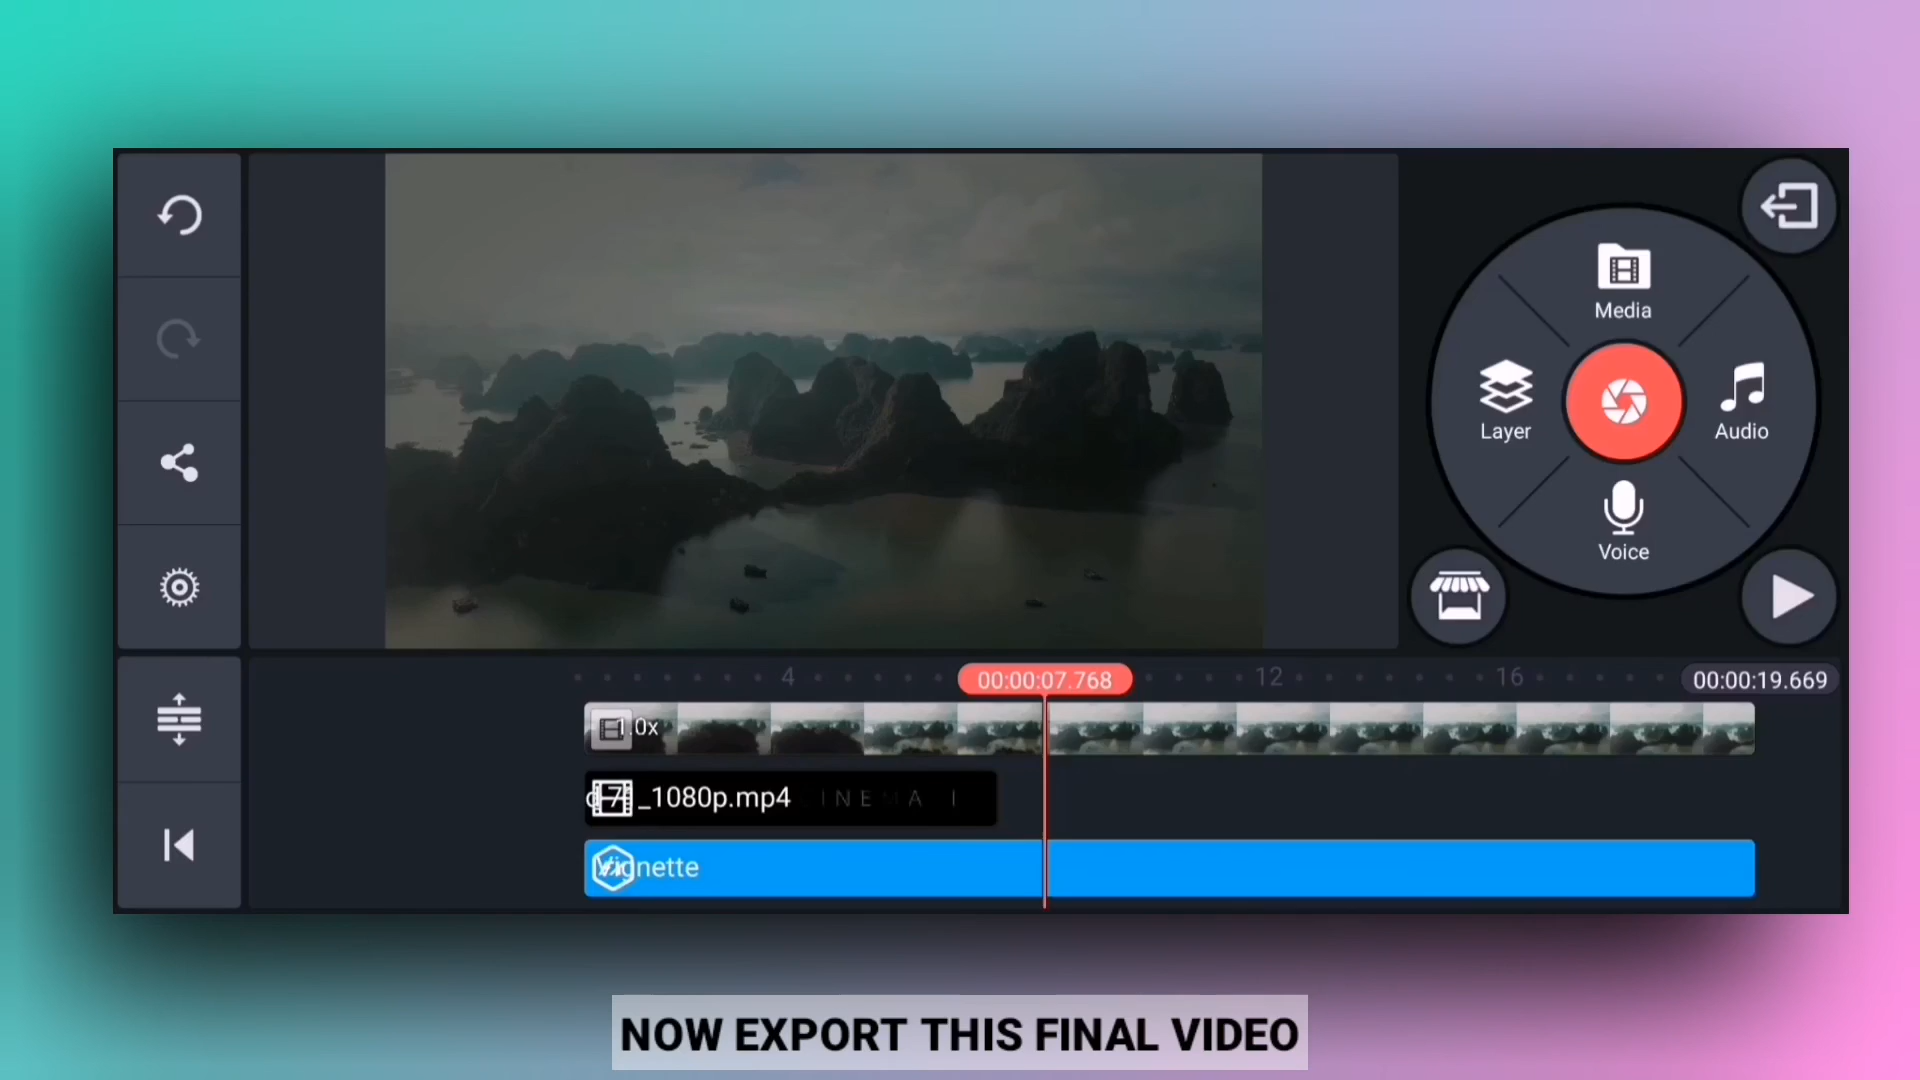 Media
Layer
Audio
Voice
4
00:00:07.768
12
16
00:00:19.669
1.0x
_1080p.mp4
Vignette
NOW EXPORT THIS FINAL VIDEO